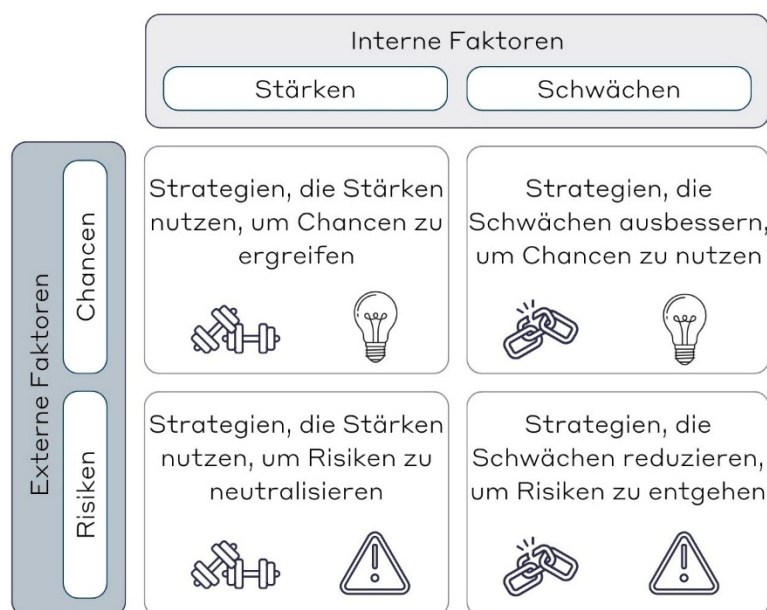 Interne Faktoren
Stärken
Schwächen
Externe Faktoren
Chancen
Strategien, die Stärken
nutzen, um Chancen zu
ergreifen
Strategien, die
Schwächen ausbessern,
um Chancen zu nutzen
Risiken
Strategien, die Stärken
nutzen, um Risiken zu
neutralisieren
Strategien, die
Schwächen reduzieren,
um Risiken zu entgehen